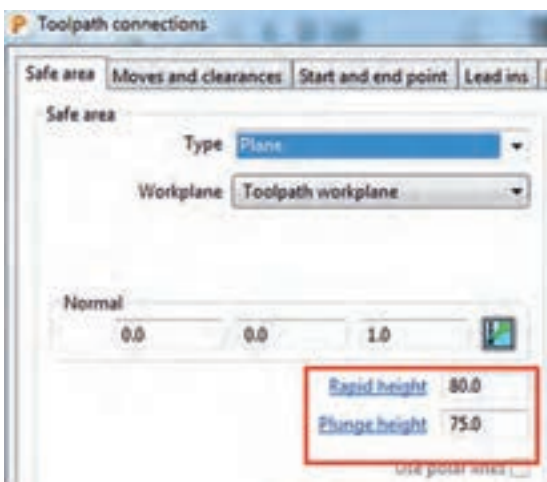 Toolpath connections
Safe area Moves and clearances Start and end point Lead ins
Safe area
Type Plane
Workplane Toolpath workplane
Normal
0.0 0.0 1.0
Rapid height 80.0
Plunge height 75.0
Use polar lines